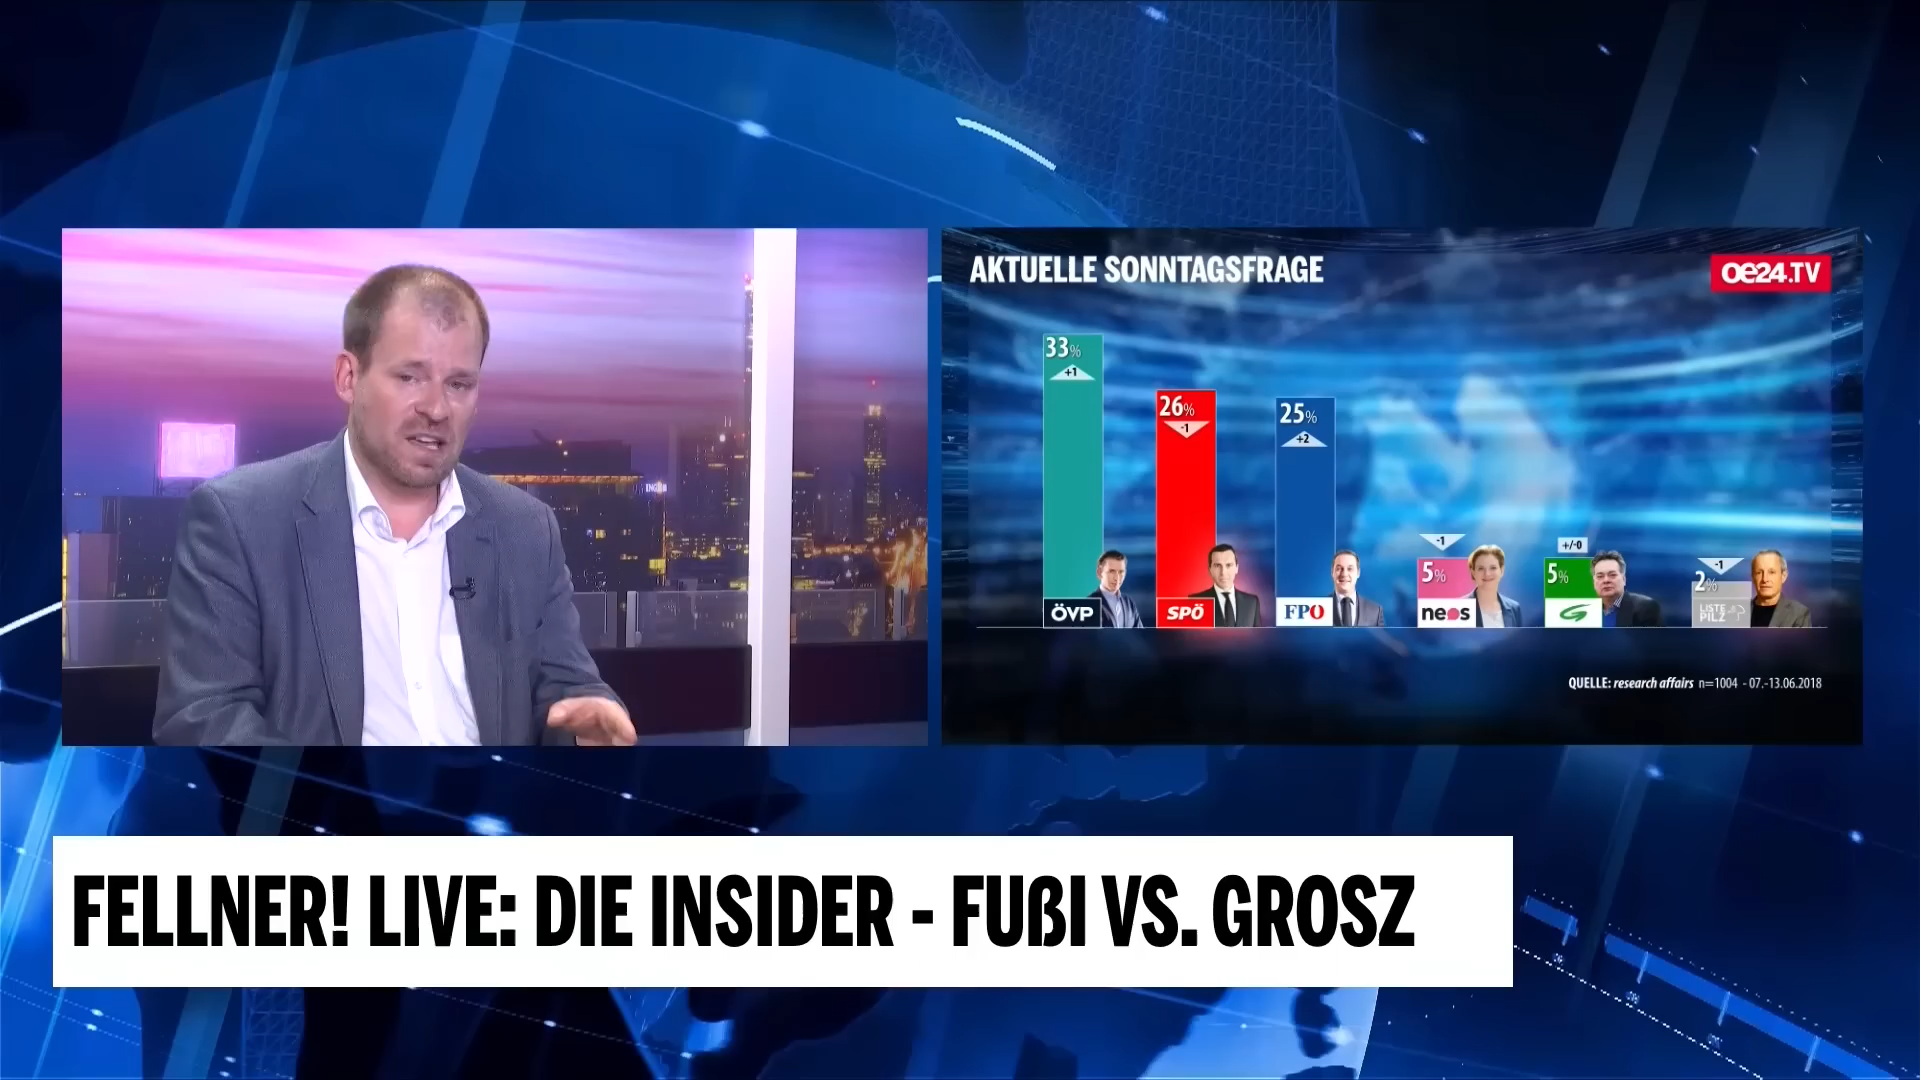 AKTUELLE SONNTAGSFRAGE
oe24.TV
33%
+1
26%
-1
25%
+2
-1
5%
+/-0
5%
-1
2%
ÖVP
SPÖ
FPÖ
neos
LISTE
PILZ
QUELLE: research affairs n=1004 - 07.-13.06.2018
ING
FELLNER! LIVE: DIE INSIDER - FUßI VS. GROSZ